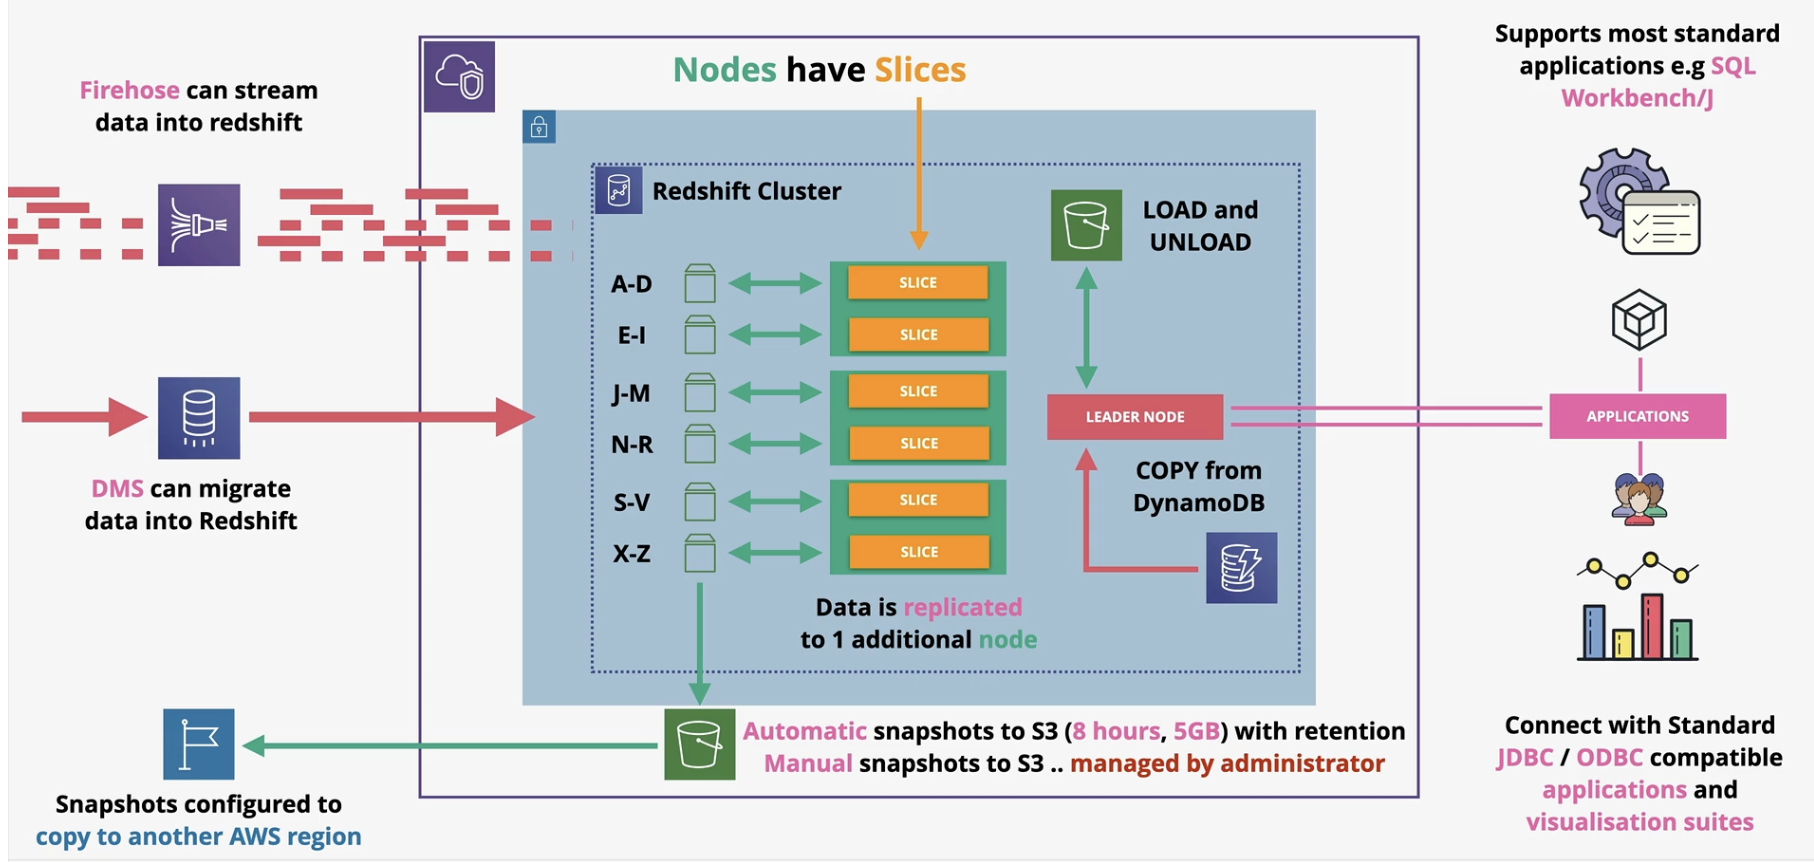 Firehose can stream
data into redshift
DMS can migrate
data into Redshift
Snapshots configured to
copy to another AWS region
Nodes have Slices
Redshift Cluster
A-D
SLICE
E-I
SLICE
J-M
SLICE
N-R
SLICE
S-V
SLICE
X-Z
SLICE
Data is replicated
to 1 additional node
LOAD and
UNLOAD
LEADER NODE
COPY from
DynamoDB
Automatic snapshots to S3 (8 hours, 5GB) with retention
Manual snapshots to S3 .. managed by administrator
Supports most standard
applications e.g SQL
Workbench/J
APPLICATIONS
Connect with Standard
JDBC / ODBC compatible
applications and
visualisation suites